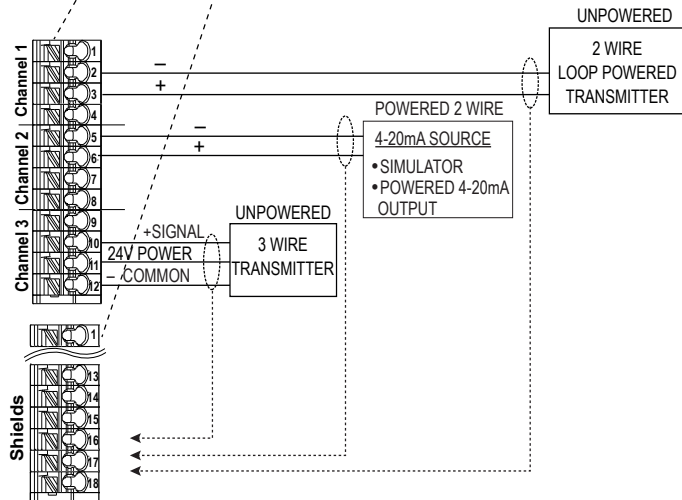 UNPOWERED
2 WIRE
LOOP POWERED
TRANSMITTER
Channel 1
1
2
3
4
−
+
POWERED 2 WIRE
4-20mA SOURCE
•SIMULATOR
•POWERED 4-20mA
OUTPUT
Channel 2
5
6
7
8
−
+
UNPOWERED
3 WIRE
TRANSMITTER
Channel 3
9
10
11
12
+SIGNAL
24V POWER
− COMMON
1
Shields
13
14
15
16
17
18